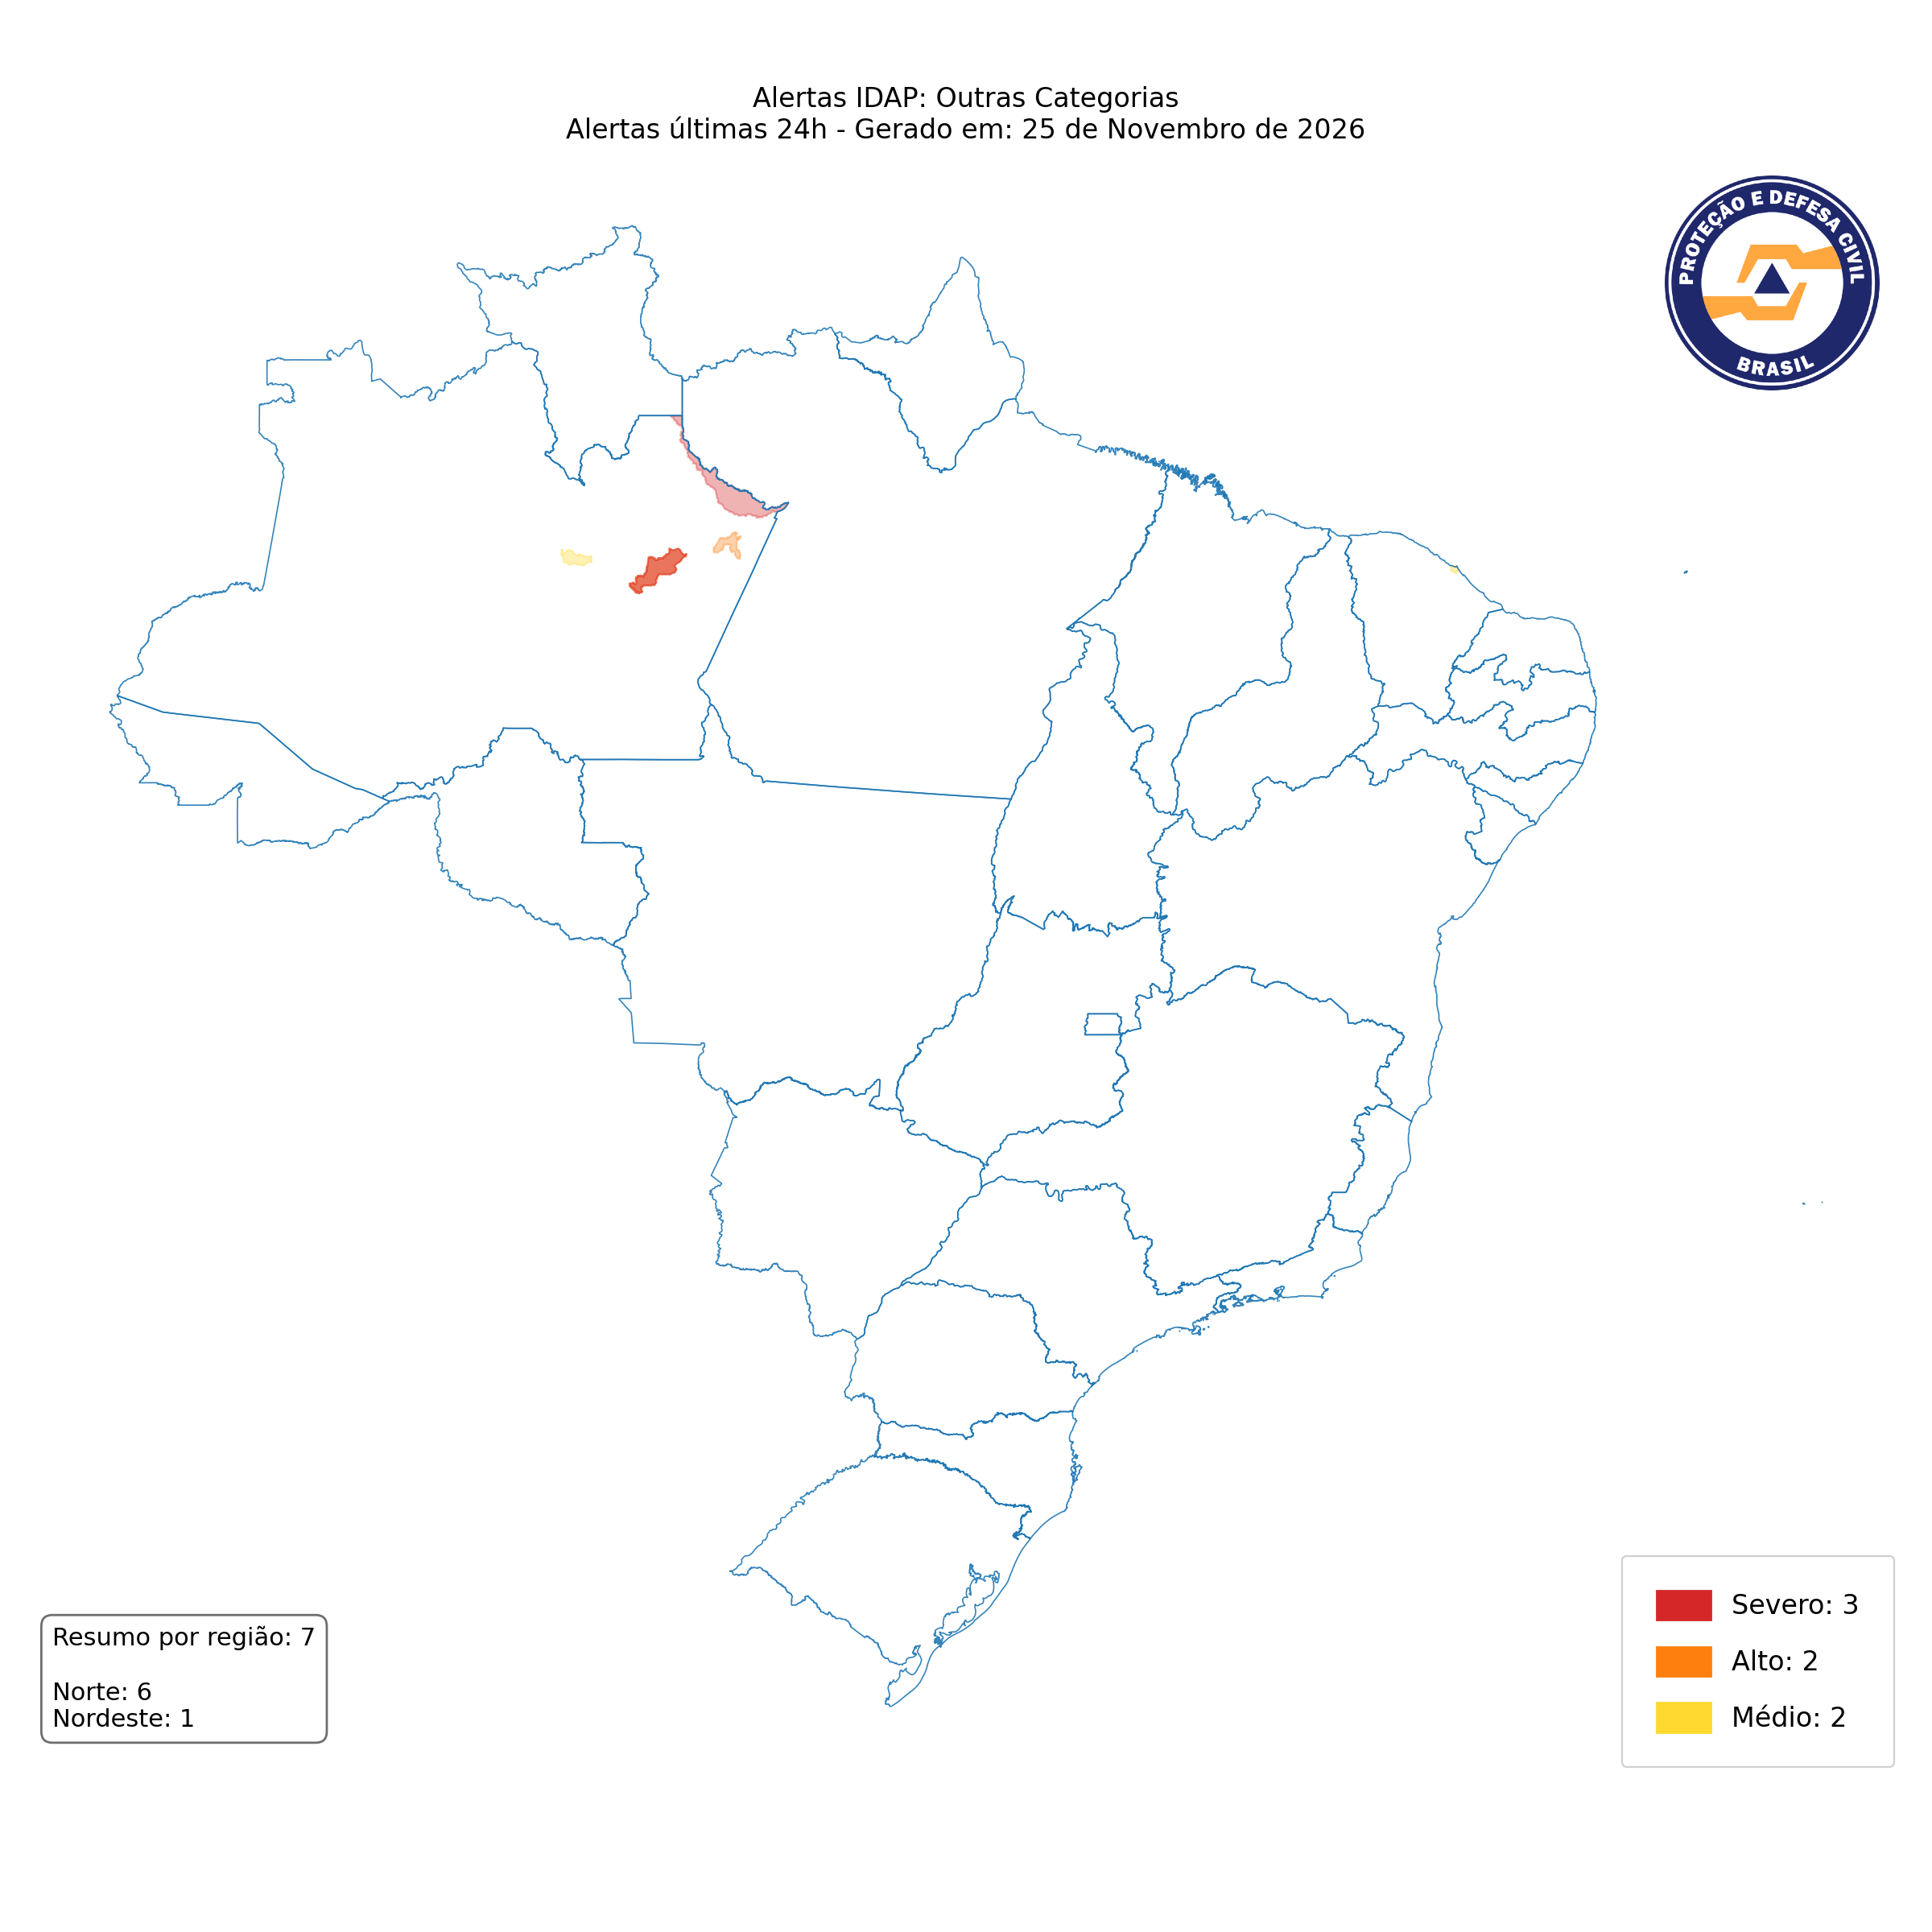 Alertas IDAP: Outras Categorias
Alertas últimas 24h - Gerado em: 25 de Novembro de 2026
PROTEÇÃO E DEFESA CIVIL
BRASIL
Severo: 3
Alto: 2
Médio: 2
Resumo por região: 7
Norte: 6
Nordeste: 1